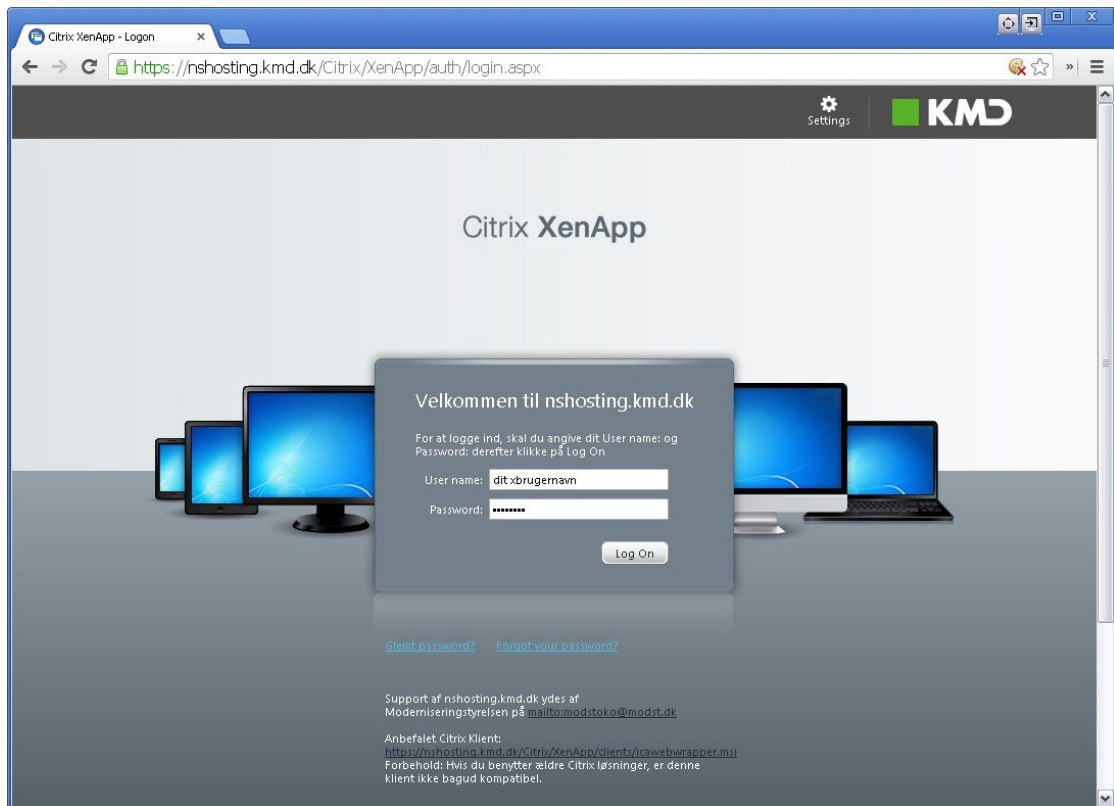 Citrix XenApp - Logon
https://nshosting.kmd.dk/Citrix/XenApp/auth/login.aspx
Settings
KMD
Citrix XenApp
Velkommen til nshosting.kmd.dk
For at logge ind, skal du angive dit User name: og
Password: derefter klikke på Log On
User name: dit xbrugernavn
Password: ••••••••
Log On
Glemt password? Forgot your password?
Support af nshosting.kmd.dk ydes af
Moderniseringstyrelsen på mailto:modstoko@modst.dk
Anbefalet Citrix Klient:
https://nshosting.kmd.dk/Citrix/XenApp/clients/icawebwrapper.msi
Forbehold: Hvis du benytter ældre Citrix løsninger, er denne
klient ikke bagud kompatibel.